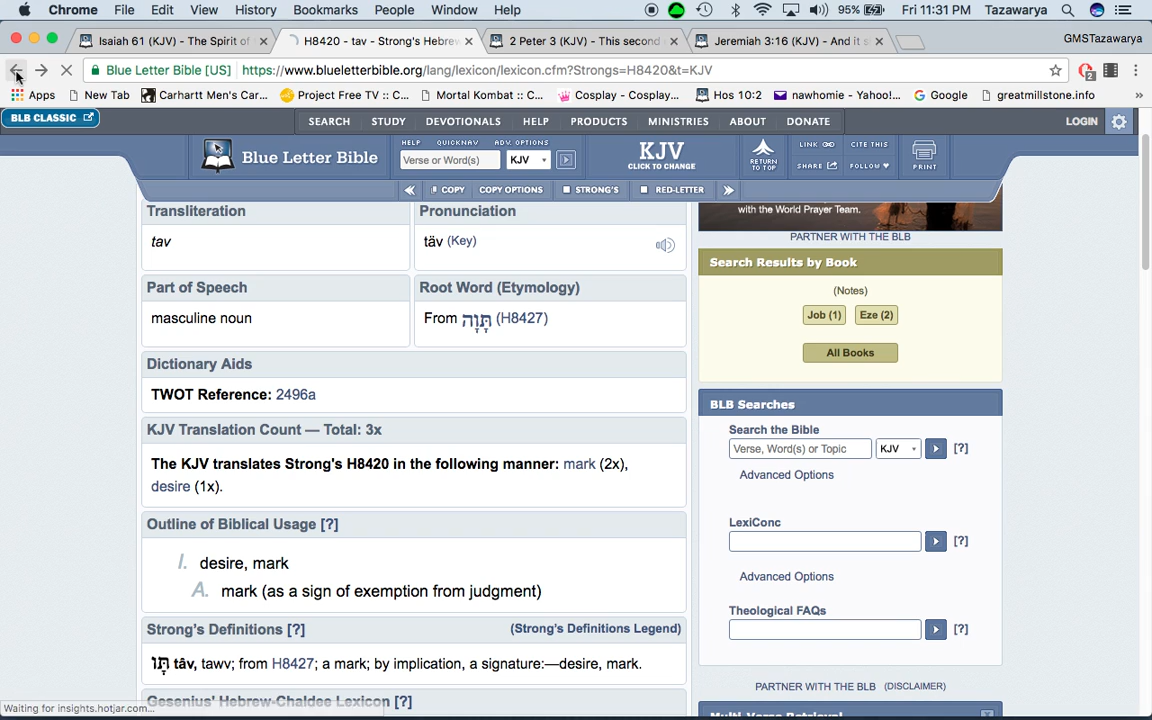 Chrome File Edit View History Bookmarks People Window Help 95% Fri 11:31 PM Tazawarya
Isaiah 61 (KJV) - The Spirit of H8420 - tav - Strong's Hebrew 2 Peter 3 (KJV) - This second Jeremiah 3:16 (KJV) - And it s GMSTazawarya
Blue Letter Bible [US] https://www.blueletterbible.org/lang/lexicon/lexicon.cfm?Strongs=H8420&t=KJV
Apps New Tab Carhartt Men's Car... Project Free TV :: C... Mortal Kombat :: C... Cosplay - Cosplay... Hos 10:2 nawhomie - Yahoo!... Google greatmillstone.info »
BLB CLASSIC SEARCH STUDY DEVOTIONALS HELP PRODUCTS MINISTRIES ABOUT DONATE LOGIN
HELP QUICKNAV ADV. OPTIONS
Blue Letter Bible Verse or Word(s) KJV
KJV
CLICK TO CHANGE
RETURN TO TOP
LINK CITE THIS
SHARE FOLLOW
PRINT
COPY COPY OPTIONS STRONG'S RED-LETTER
Transliteration
tav
Pronunciation
täv (Key)
Part of Speech
masculine noun
Root Word (Etymology)
From תָּוָה (H8427)
Dictionary Aids
TWOT Reference: 2496a
KJV Translation Count — Total: 3x
The KJV translates Strong's H8420 in the following manner: mark (2x),
desire (1x).
Outline of Biblical Usage [?]
I. desire, mark
A. mark (as a sign of exemption from judgment)
Strong's Definitions [?] (Strong's Definitions Legend)
תָּו tâv, tawv; from H8427; a mark; by implication, a signature:—desire, mark.
Gesenius' Hebrew-Chaldee Lexicon [?]
with the World Prayer Team.
PARTNER WITH THE BLB
Search Results by Book
(Notes)
Job (1) Eze (2)
All Books
BLB Searches
Search the Bible
Verse, Word(s) or Topic KJV [?]
Advanced Options
LexiConc
[?]
Advanced Options
Theological FAQs
[?]
PARTNER WITH THE BLB (DISCLAIMER)
Multi-Verse Retrieval
Waiting for insights.hotjar.com...